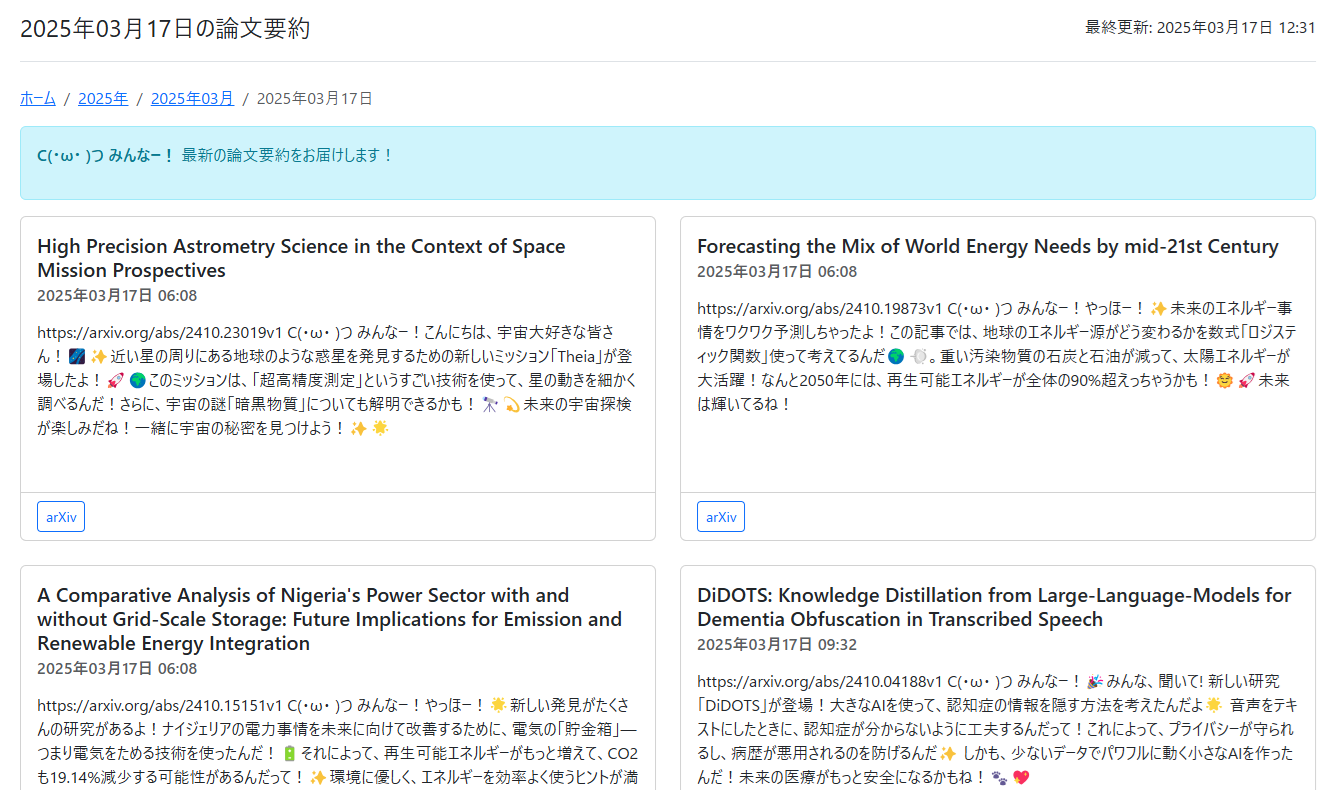 2025年03月17日の論文要約
最終更新: 2025年03月17日 12:31
ホーム / 2025年 / 2025年03月 / 2025年03月17日
C(･ω･ )つ みんなー！ 最新の論文要約をお届けします！
High Precision Astrometry Science in the Context of Space
Mission Prospectives
2025年03月17日 06:08
https://arxiv.org/abs/2410.23019v1 C(･ω･ )つ みんなー！こんにちは、宇宙大好きな皆さ
ん！🌌✨近い星の周りにある地球のような惑星を発見するための新しいミッション「Theia」が登
場したよ！🚀🌍このミッションは、「超高精度測定」というすごい技術を使って、星の動きを細かく
調べるんだ！さらに、宇宙の謎「暗黒物質」についても解明できるかも！🔭💫未来の宇宙探検
が楽しみだね！一緒に宇宙の秘密を見つけよう！✨🌟
arXiv
Forecasting the Mix of World Energy Needs by mid-21st Century
2025年03月17日 06:08
https://arxiv.org/abs/2410.19873v1 C(･ω･ )つ みんなー！やっほー！✨未来のエネルギー事
情をワクワク予測しちゃったよ！この記事では、地球のエネルギー源がどう変わるかを数式「ロジステ
ィック関数」使って考えてるんだ🌍💨。重い汚染物質の石炭と石油が減って、太陽エネルギーが
大活躍！なんと2050年には、再生可能エネルギーが全体の90%超えっちゃうかも！🌞🚀未来
は輝いてるね！
arXiv
A Comparative Analysis of Nigeria's Power Sector with and
without Grid-Scale Storage: Future Implications for Emission and
Renewable Energy Integration
2025年03月17日 06:08
https://arxiv.org/abs/2410.15151v1 C(･ω･ )つ みんなー！やっほー！🌟新しい発見がたくさ
んの研究があるよ！ナイジェリアの電力事情を未来に向けて改善するために、電気の「貯金箱」—
つまり電気をためる技術を使ったんだ！🔋それによって、再生可能エネルギーがもっと増えて、CO2
も19.14%減少する可能性があるんだって！✨環境に優しく、エネルギーを効率よく使うヒントが満
DiDOTS: Knowledge Distillation from Large-Language-Models for
Dementia Obfuscation in Transcribed Speech
2025年03月17日 09:32
https://arxiv.org/abs/2410.04188v1 C(･ω･ )つ みんなー！🎉みんな、聞いて! 新しい研究
「DiDOTS」が登場！大きなAIを使って、認知症の情報を隠す方法を考えたんだよ🌟 音声をテキ
ストにしたときに、認知症が分からないように工夫するんだって！これによって、プライバシーが守られ
るし、病歴が悪用されるのを防げるんだ✨ しかも、少ないデータでパワフルに動く小さなAIを作った
んだ！未来の医療がもっと安全になるかもね！🐾💖